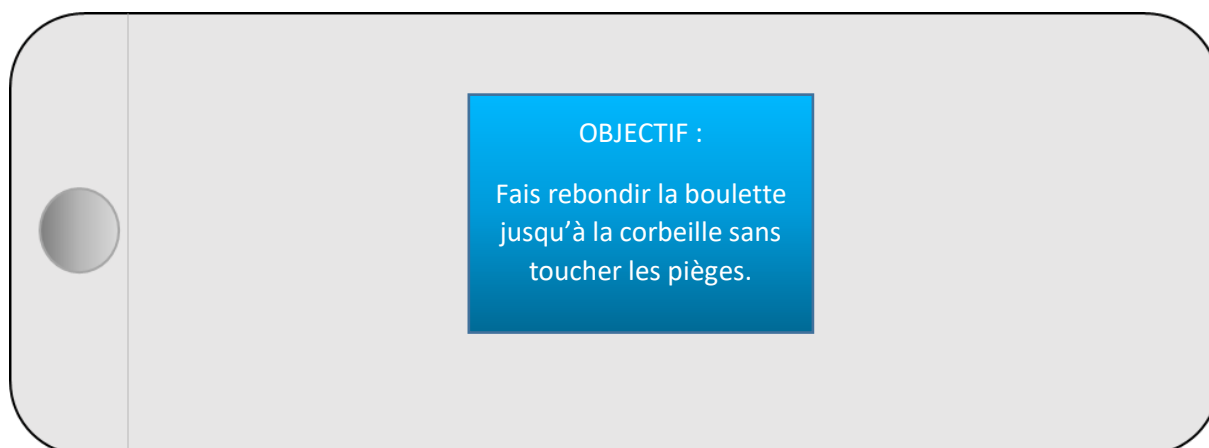 OBJECTIF :
Fais rebondir la boulette
jusqu’à la corbeille sans
toucher les pièges.